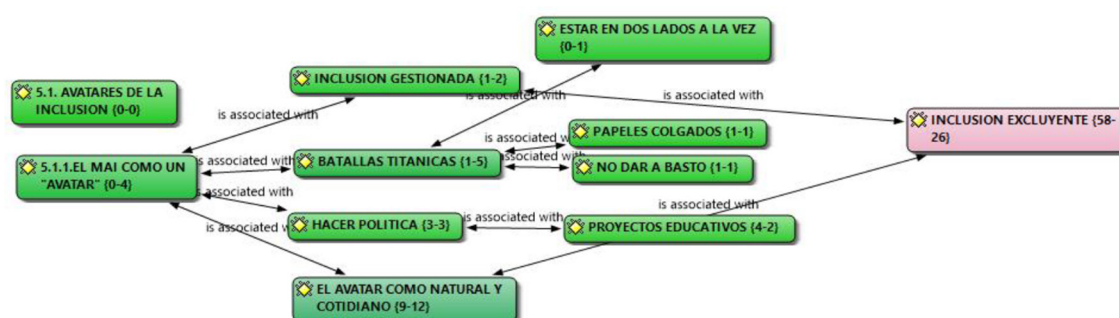 ESTAR EN DOS LADOS A LA VEZ
{0-1}
INCLUSION GESTIONADA {1-2}
5.1. AVATARES DE LA
INCLUSION {0-0}
is associated with
is associated with
is associated with
INCLUSION EXCLUYENTE {58-
26}
PAPELES COLGADOS {1-1}
is associated with
5.1.1.EL MAI COMO UN
"AVATAR" {0-4}
is associated with
BATALLAS TITANICAS {1-5}
is associated with
NO DAR A BASTO {1-1}
is associated with
is associated with
HACER POLITICA {3-3}
is associated with
PROYECTOS EDUCATIVOS {4-2}
is associated w
EL AVATAR COMO NATURAL Y
COTIDIANO {9-12}